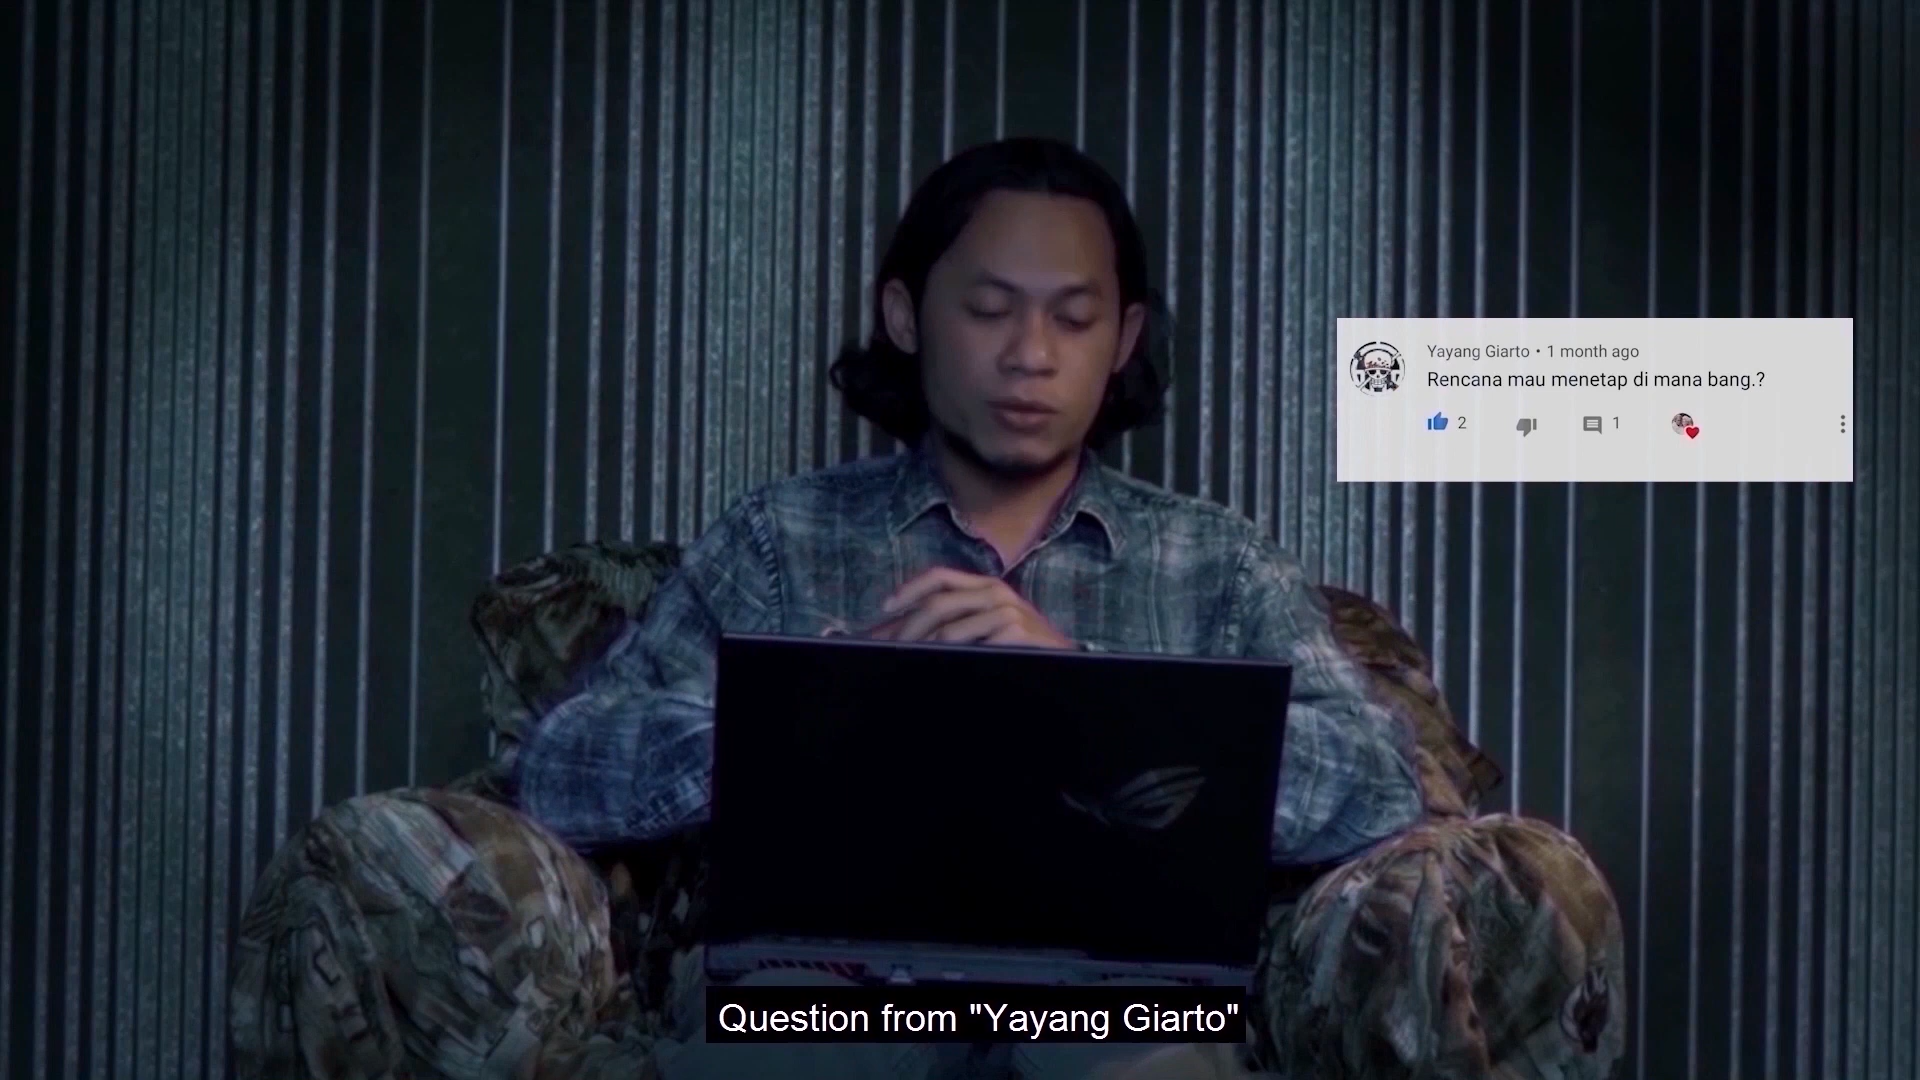 Yayang Giarto • 1 month ago
Rencana mau menetap di mana bang.?
2
1
Question from "Yayang Giarto"